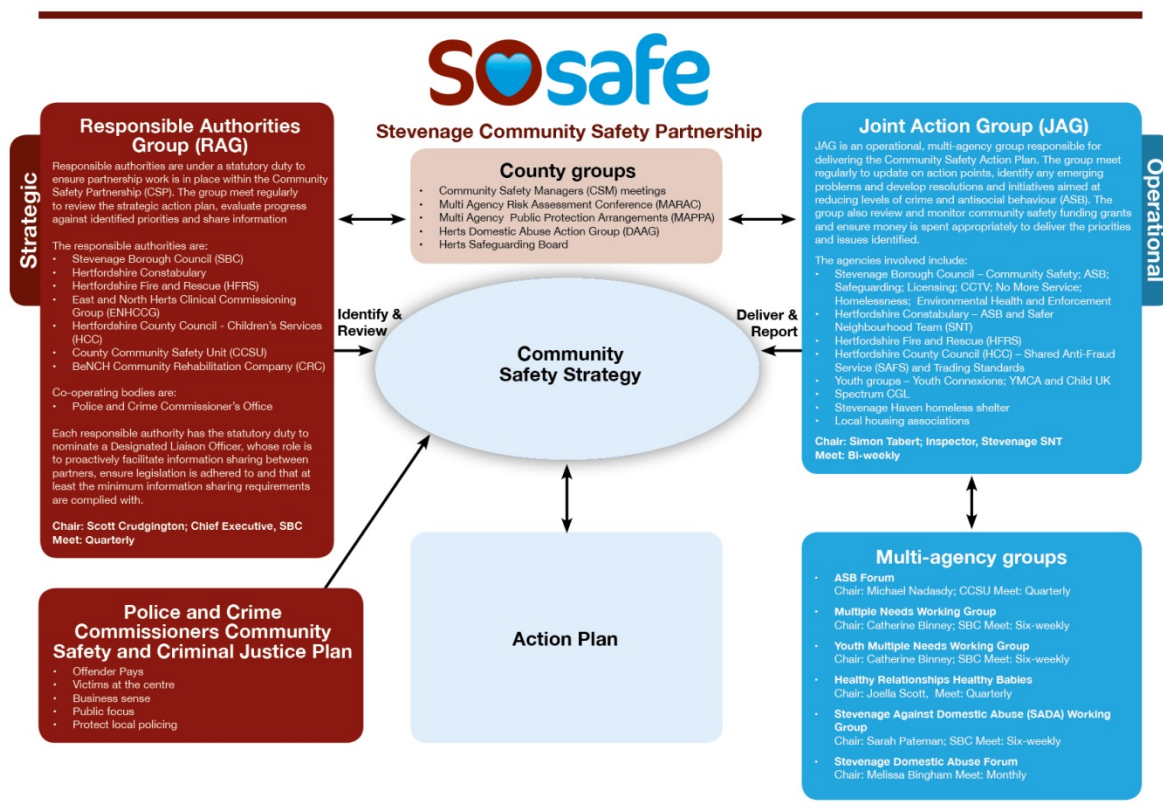 SOsafe
Stevenage Community Safety Partnership
Strategic
Responsible Authorities
Group (RAG)
Responsible authorities are under a statutory duty to
ensure partnership work is in place within the Community
Safety Partnership (CSP). The group meet regularly
to review the strategic action plan, evaluate progress
against identified priorities and share information
The responsible authorities are:
• Stevenage Borough Council (SBC)
• Hertfordshire Constabulary
• Hertfordshire Fire and Rescue (HFRS)
• East and North Herts Clinical Commissioning
Group (ENHCCG)
• Hertfordshire County Council - Children's Services
(HCC)
• County Community Safety Unit (CCSU)
• BeNCH Community Rehabilitation Company (CRC)
Co-operating bodies are:
• Police and Crime Commissioner's Office
Each responsible authority has the statutory duty to
nominate a Designated Liaison Officer, whose role is
to proactively facilitate information sharing between
partners, ensure legislation is adhered to and that at
least the minimum information sharing requirements
are complied with.
Chair: Scott Crudgington; Chief Executive, SBC
Meet: Quarterly
County groups
• Community Safety Managers (CSM) meetings
• Multi Agency Risk Assessment Conference (MARAC)
• Multi Agency Public Protection Arrangements (MAPPA)
• Herts Domestic Abuse Action Group (DAAG)
• Herts Safeguarding Board
Identify &
Review
Community
Safety Strategy
Deliver &
Report
Operational
Joint Action Group (JAG)
JAG is an operational, multi-agency group responsible for
delivering the Community Safety Action Plan. The group meet
regularly to update on action points, identify any emerging
problems and develop resolutions and initiatives aimed at
reducing levels of crime and antisocial behaviour (ASB). The
group also review and monitor community safety funding grants
and ensure money is spent appropriately to deliver the priorities
and issues identified.
The agencies involved include:
• Stevenage Borough Council – Community Safety; ASB;
Safeguarding; Licensing; CCTV; No More Service;
Homelessness; Environmental Health and Enforcement
• Hertfordshire Constabulary – ASB and Safer
Neighbourhood Team (SNT)
• Hertfordshire Fire and Rescue (HFRS)
• Hertfordshire County Council (HCC) – Shared Anti-Fraud
Service (SAFS) and Trading Standards
• Youth groups – Youth Connexions; YMCA and Child UK
• Spectrum CGL
• Stevenage Haven homeless shelter
• Local housing associations
Chair: Simon Tabert; Inspector, Stevenage SNT
Meet: Bi-weekly
Police and Crime
Commissioners Community
Safety and Criminal Justice Plan
• Offender Pays
• Victims at the centre
• Business sense
• Public focus
• Protect local policing
Action Plan
Multi-agency groups
• ASB Forum
Chair: Michael Nadasdy; CCSU Meet: Quarterly
• Multiple Needs Working Group
Chair: Catherine Binney; SBC Meet: Six-weekly
• Youth Multiple Needs Working Group
Chair: Catherine Binney; SBC Meet: Six-weekly
• Healthy Relationships Healthy Babies
Chair: Joella Scott, Meet: Quarterly
• Stevenage Against Domestic Abuse (SADA) Working
Group
Chair: Sarah Pateman; SBC Meet: Six-weekly
• Stevenage Domestic Abuse Forum
Chair: Melissa Bingham Meet: Monthly